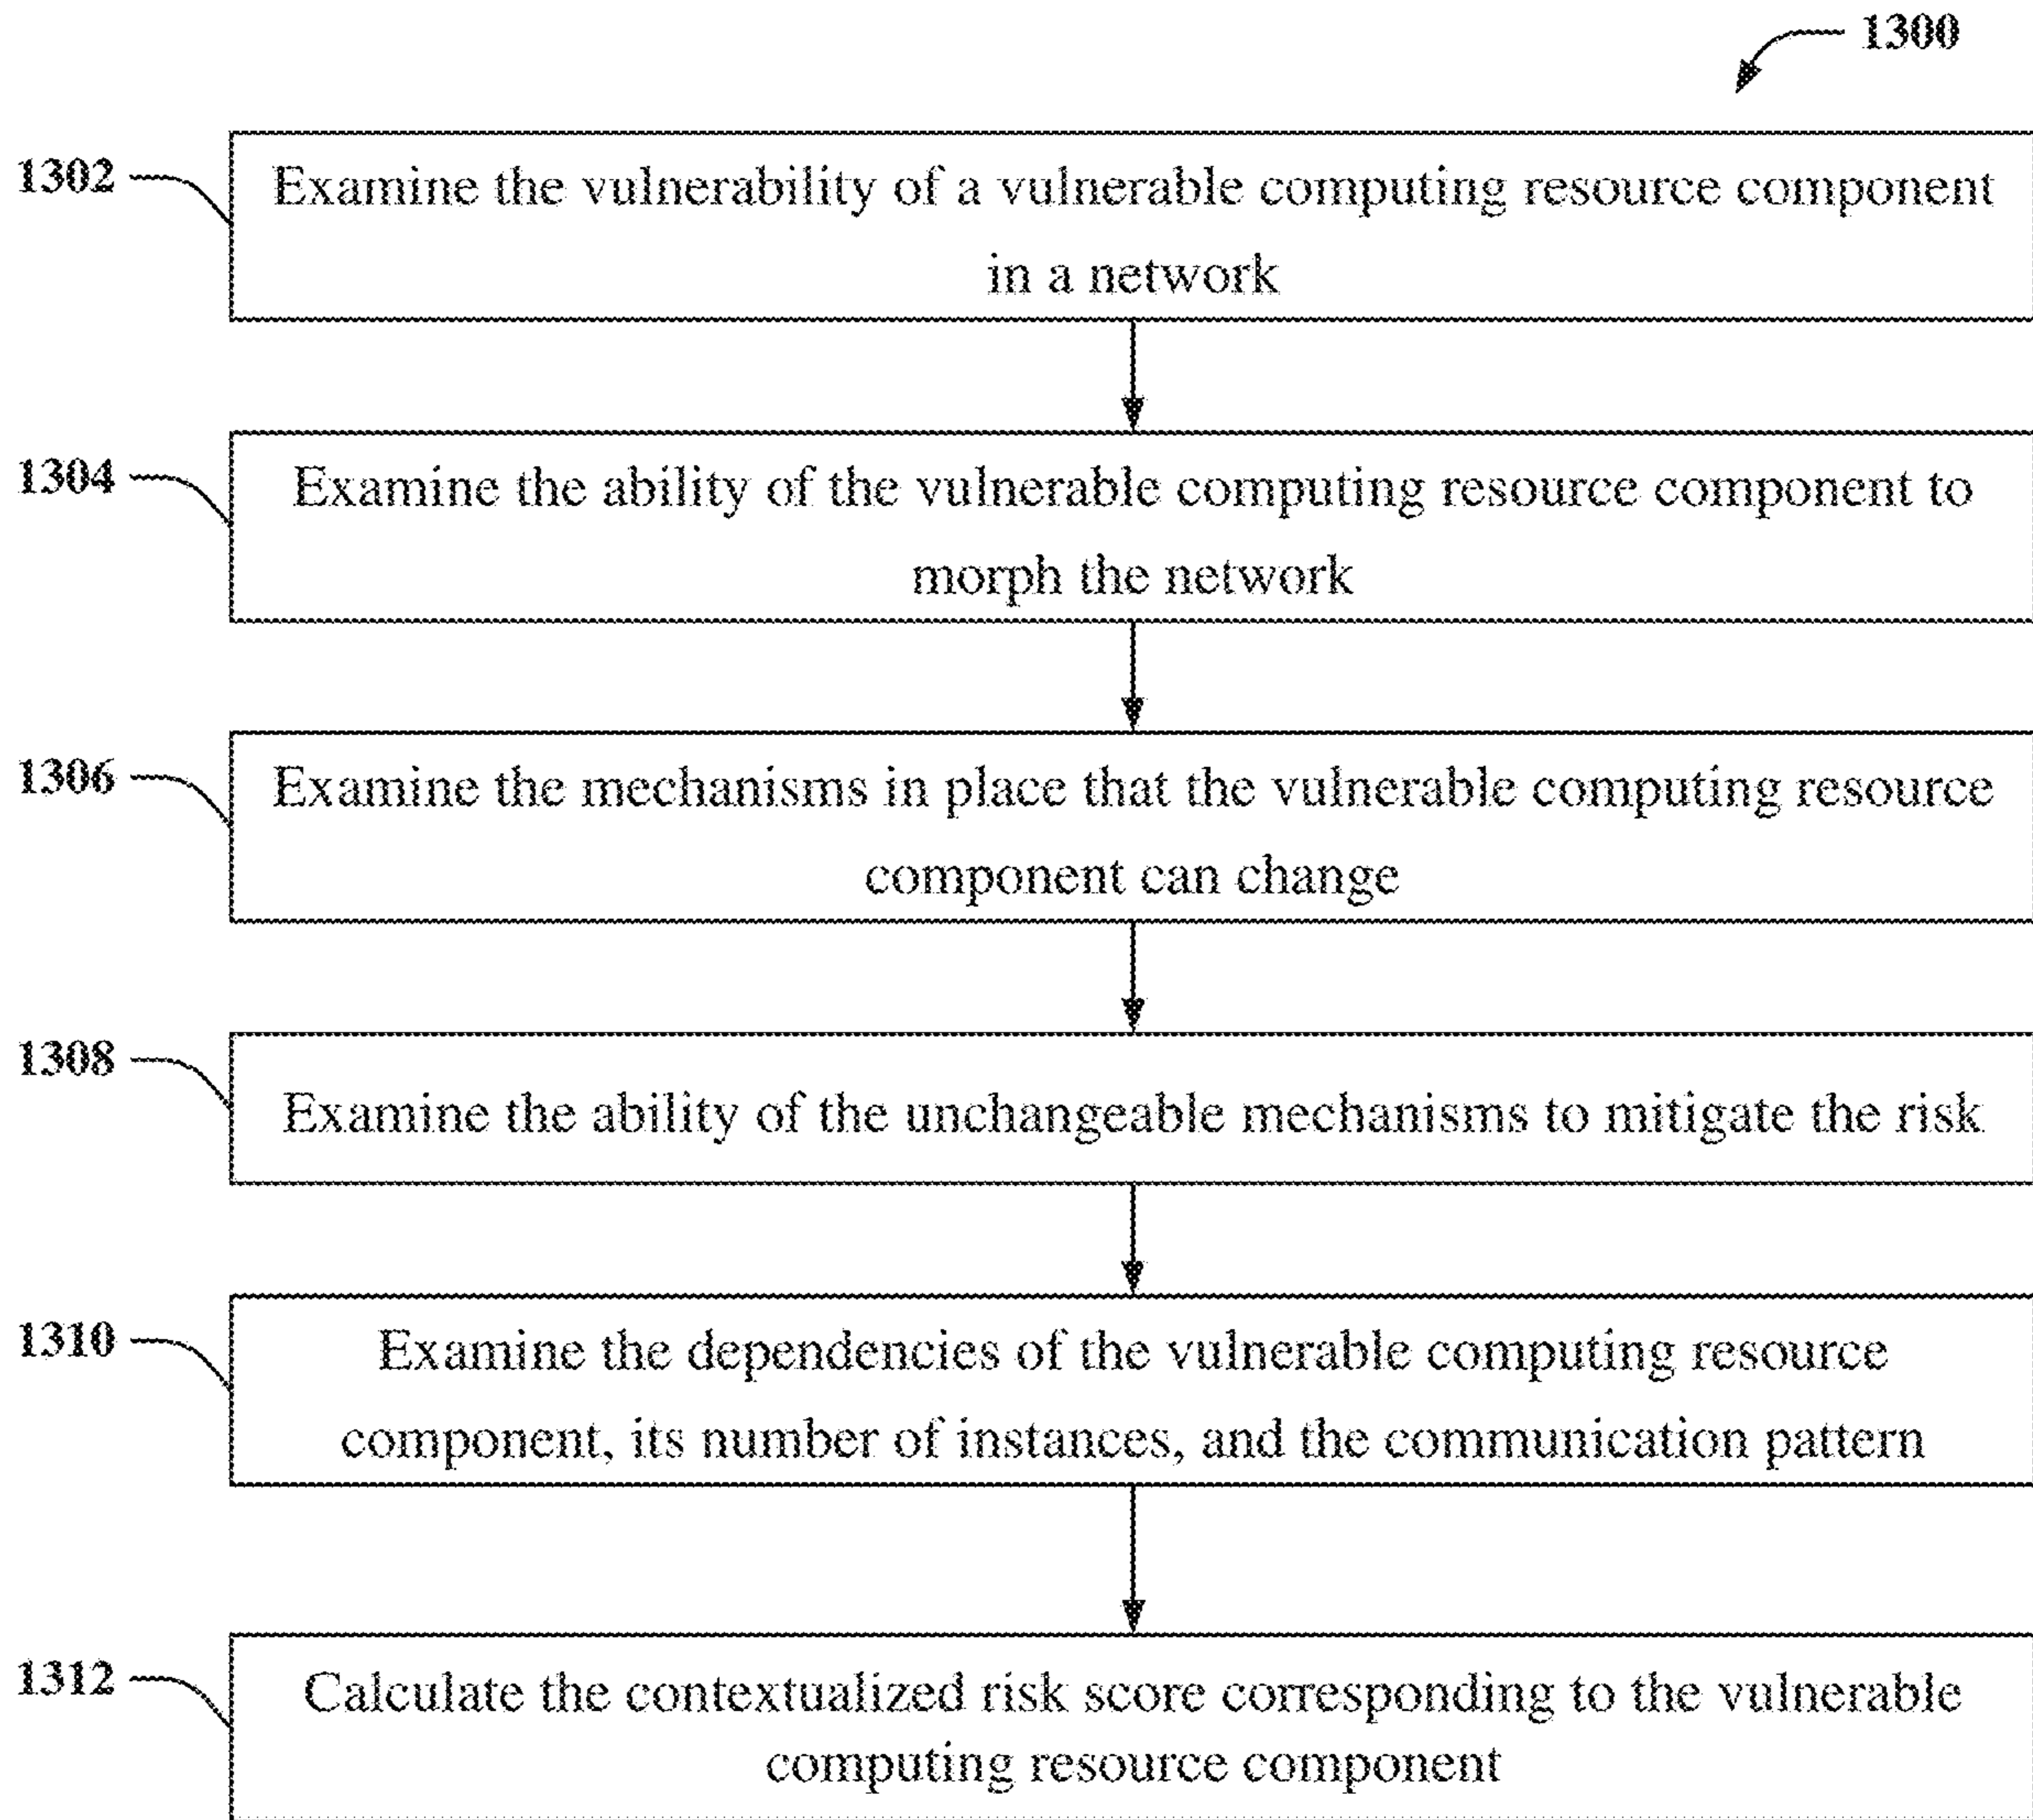 1300
1302
Examine the vulnerability of a vulnerable computing resource component
in a network
1304
Examine the ability of the vulnerable computing resource component to
morph the network
1306
Examine the mechanisms in place that the vulnerable computing resource
component can change
1308
Examine the ability of the unchangeable mechanisms to mitigate the risk
1310
Examine the dependencies of the vulnerable computing resource
component, its number of instances, and the communication pattern
1312
Calculate the contextualized risk score corresponding to the vulnerable
computing resource component